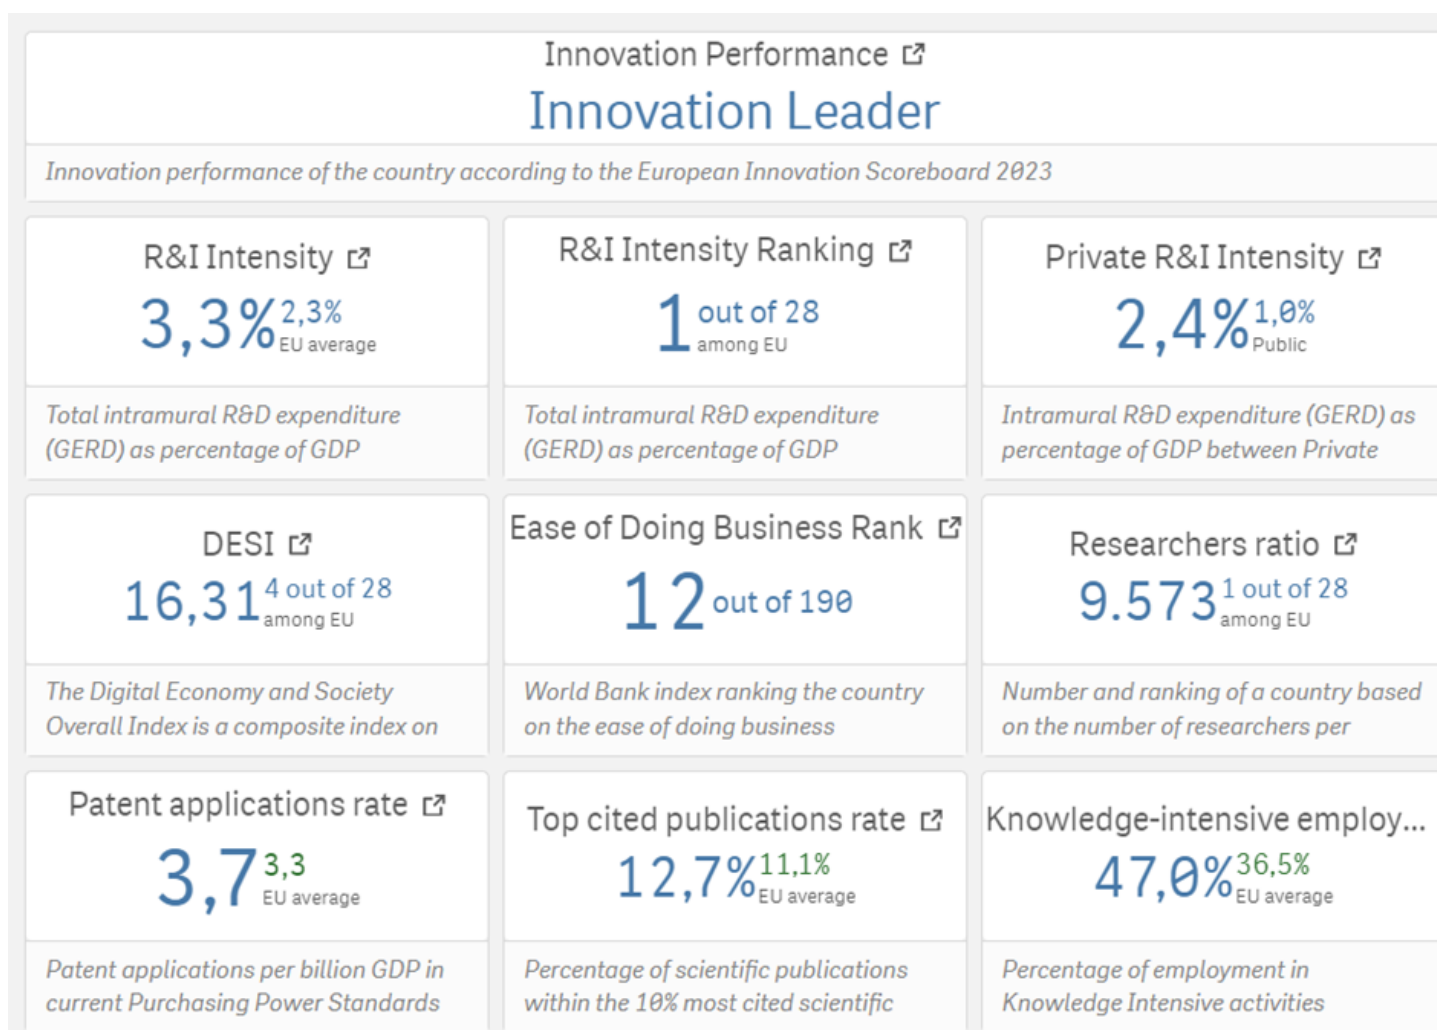 Innovation Performance
Innovation Leader
Innovation performance of the country according to the European Innovation Scoreboard 2023
R&I Intensity
3,3% 2,3%
EU average
Total intramural R&D expenditure
(GERD) as percentage of GDP
R&I Intensity Ranking
1 out of 28
among EU
Total intramural R&D expenditure
(GERD) as percentage of GDP
Private R&I Intensity
2,4% 1,0%
Public
Intramural R&D expenditure (GERD) as
percentage of GDP between Private
DESI
16,31 4 out of 28
among EU
The Digital Economy and Society
Overall Index is a composite index on
Ease of Doing Business Rank
12 out of 190
World Bank index ranking the country
on the ease of doing business
Researchers ratio
9.573 1 out of 28
among EU
Number and ranking of a country based
on the number of researchers per
Patent applications rate
3,7 3,3
EU average
Patent applications per billion GDP in
current Purchasing Power Standards
Top cited publications rate
12,7% 11,1%
EU average
Percentage of scientific publications
within the 10% most cited scientific
Knowledge-intensive employ...
47,0% 36,5%
EU average
Percentage of employment in
Knowledge Intensive activities